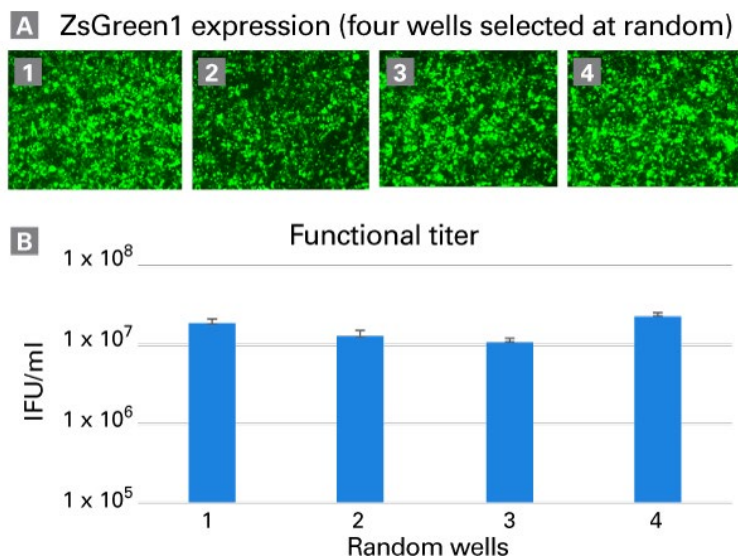 A ZsGreen1 expression (four wells selected at random)
1 2 3 4
B Functional titer
1 x 10⁸
1 x 10⁷
1 x 10⁶
1 x 10⁵
IFU/ml
1 2 3 4
Random wells